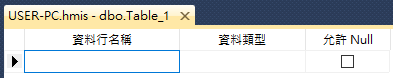 USER-PC.hmis - dbo.Table_1
資料行名稱 資料類型 允許 Null